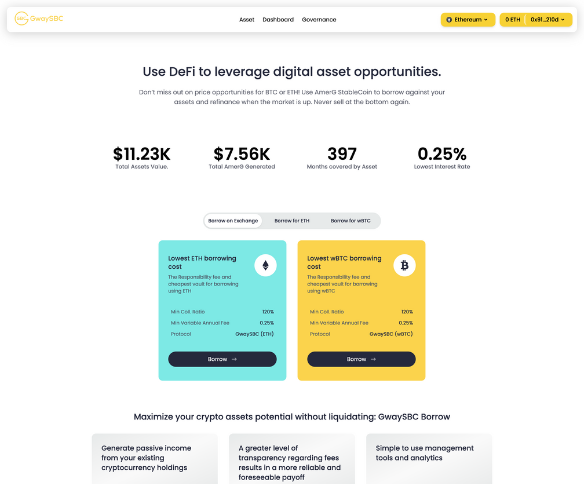 GwaySBC
Asset Dashboard Governance
Ethereum
0 ETH 0x91...210d
Use DeFi to leverage digital asset opportunities.
Don't miss out on price opportunities for BTC or ETH! Use AmerG StableCoin to borrow against your
assets and refinance when the market is up. Never sell at the bottom again.
$11.23K $7.56K 397 0.25%
Total Assets Value. Total AmerG Generated Months covered by Asset Lowest Interest Rate
Borrow on Exchange Borrow for ETH Borrow for wBTC
Lowest ETH borrowing
cost
The Responsibility fee and
cheapest vault for borrowing
using ETH
Min Coll. Ratio 120%
Min Variable Annual Fee 0.25%
Protocol GwaySBC (ETH)
Borrow →
Lowest wBTC borrowing
cost
The Responsibility fee and
cheapest vault for borrowing
using wBTC
Min Coll. Ratio 120%
Min Variable Annual Fee 0.25%
Protocol GwaySBC (wBTC)
Borrow →
Maximize your crypto assets potential without liquidating: GwaySBC Borrow
Generate passive income
from your existing
cryptocurrency holdings
A greater level of
transparency regarding fees
results in a more reliable and
foreseeable payoff
Simple to use management
tools and analytics